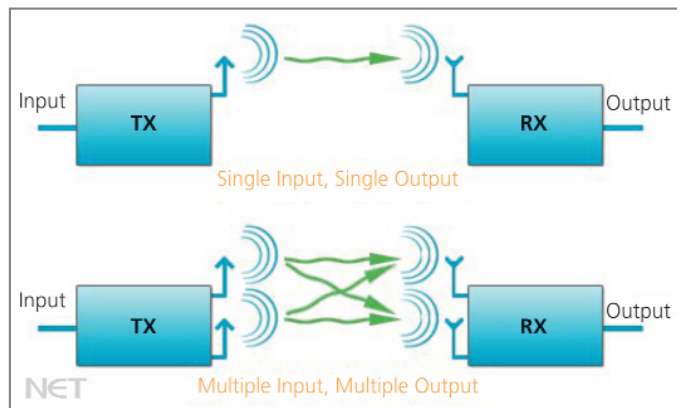 Input
TX
RX
Output
Single Input, Single Output
Input
TX
RX
Output
Multiple Input, Multiple Output
NET